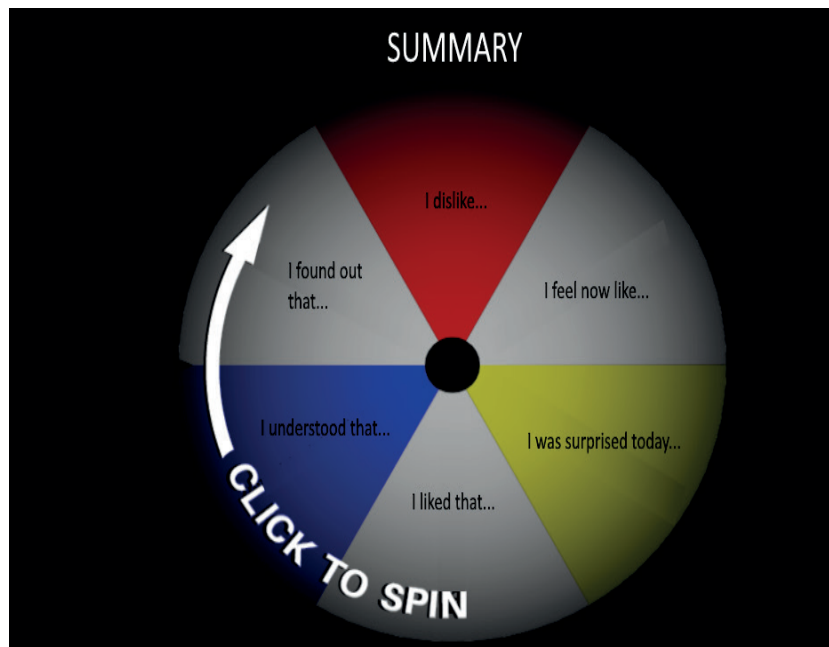 SUMMARY
I dislike...
I found out
that...
I feel now like...
I understood that...
I was surprised today...
I liked that...
CLICK TO SPIN